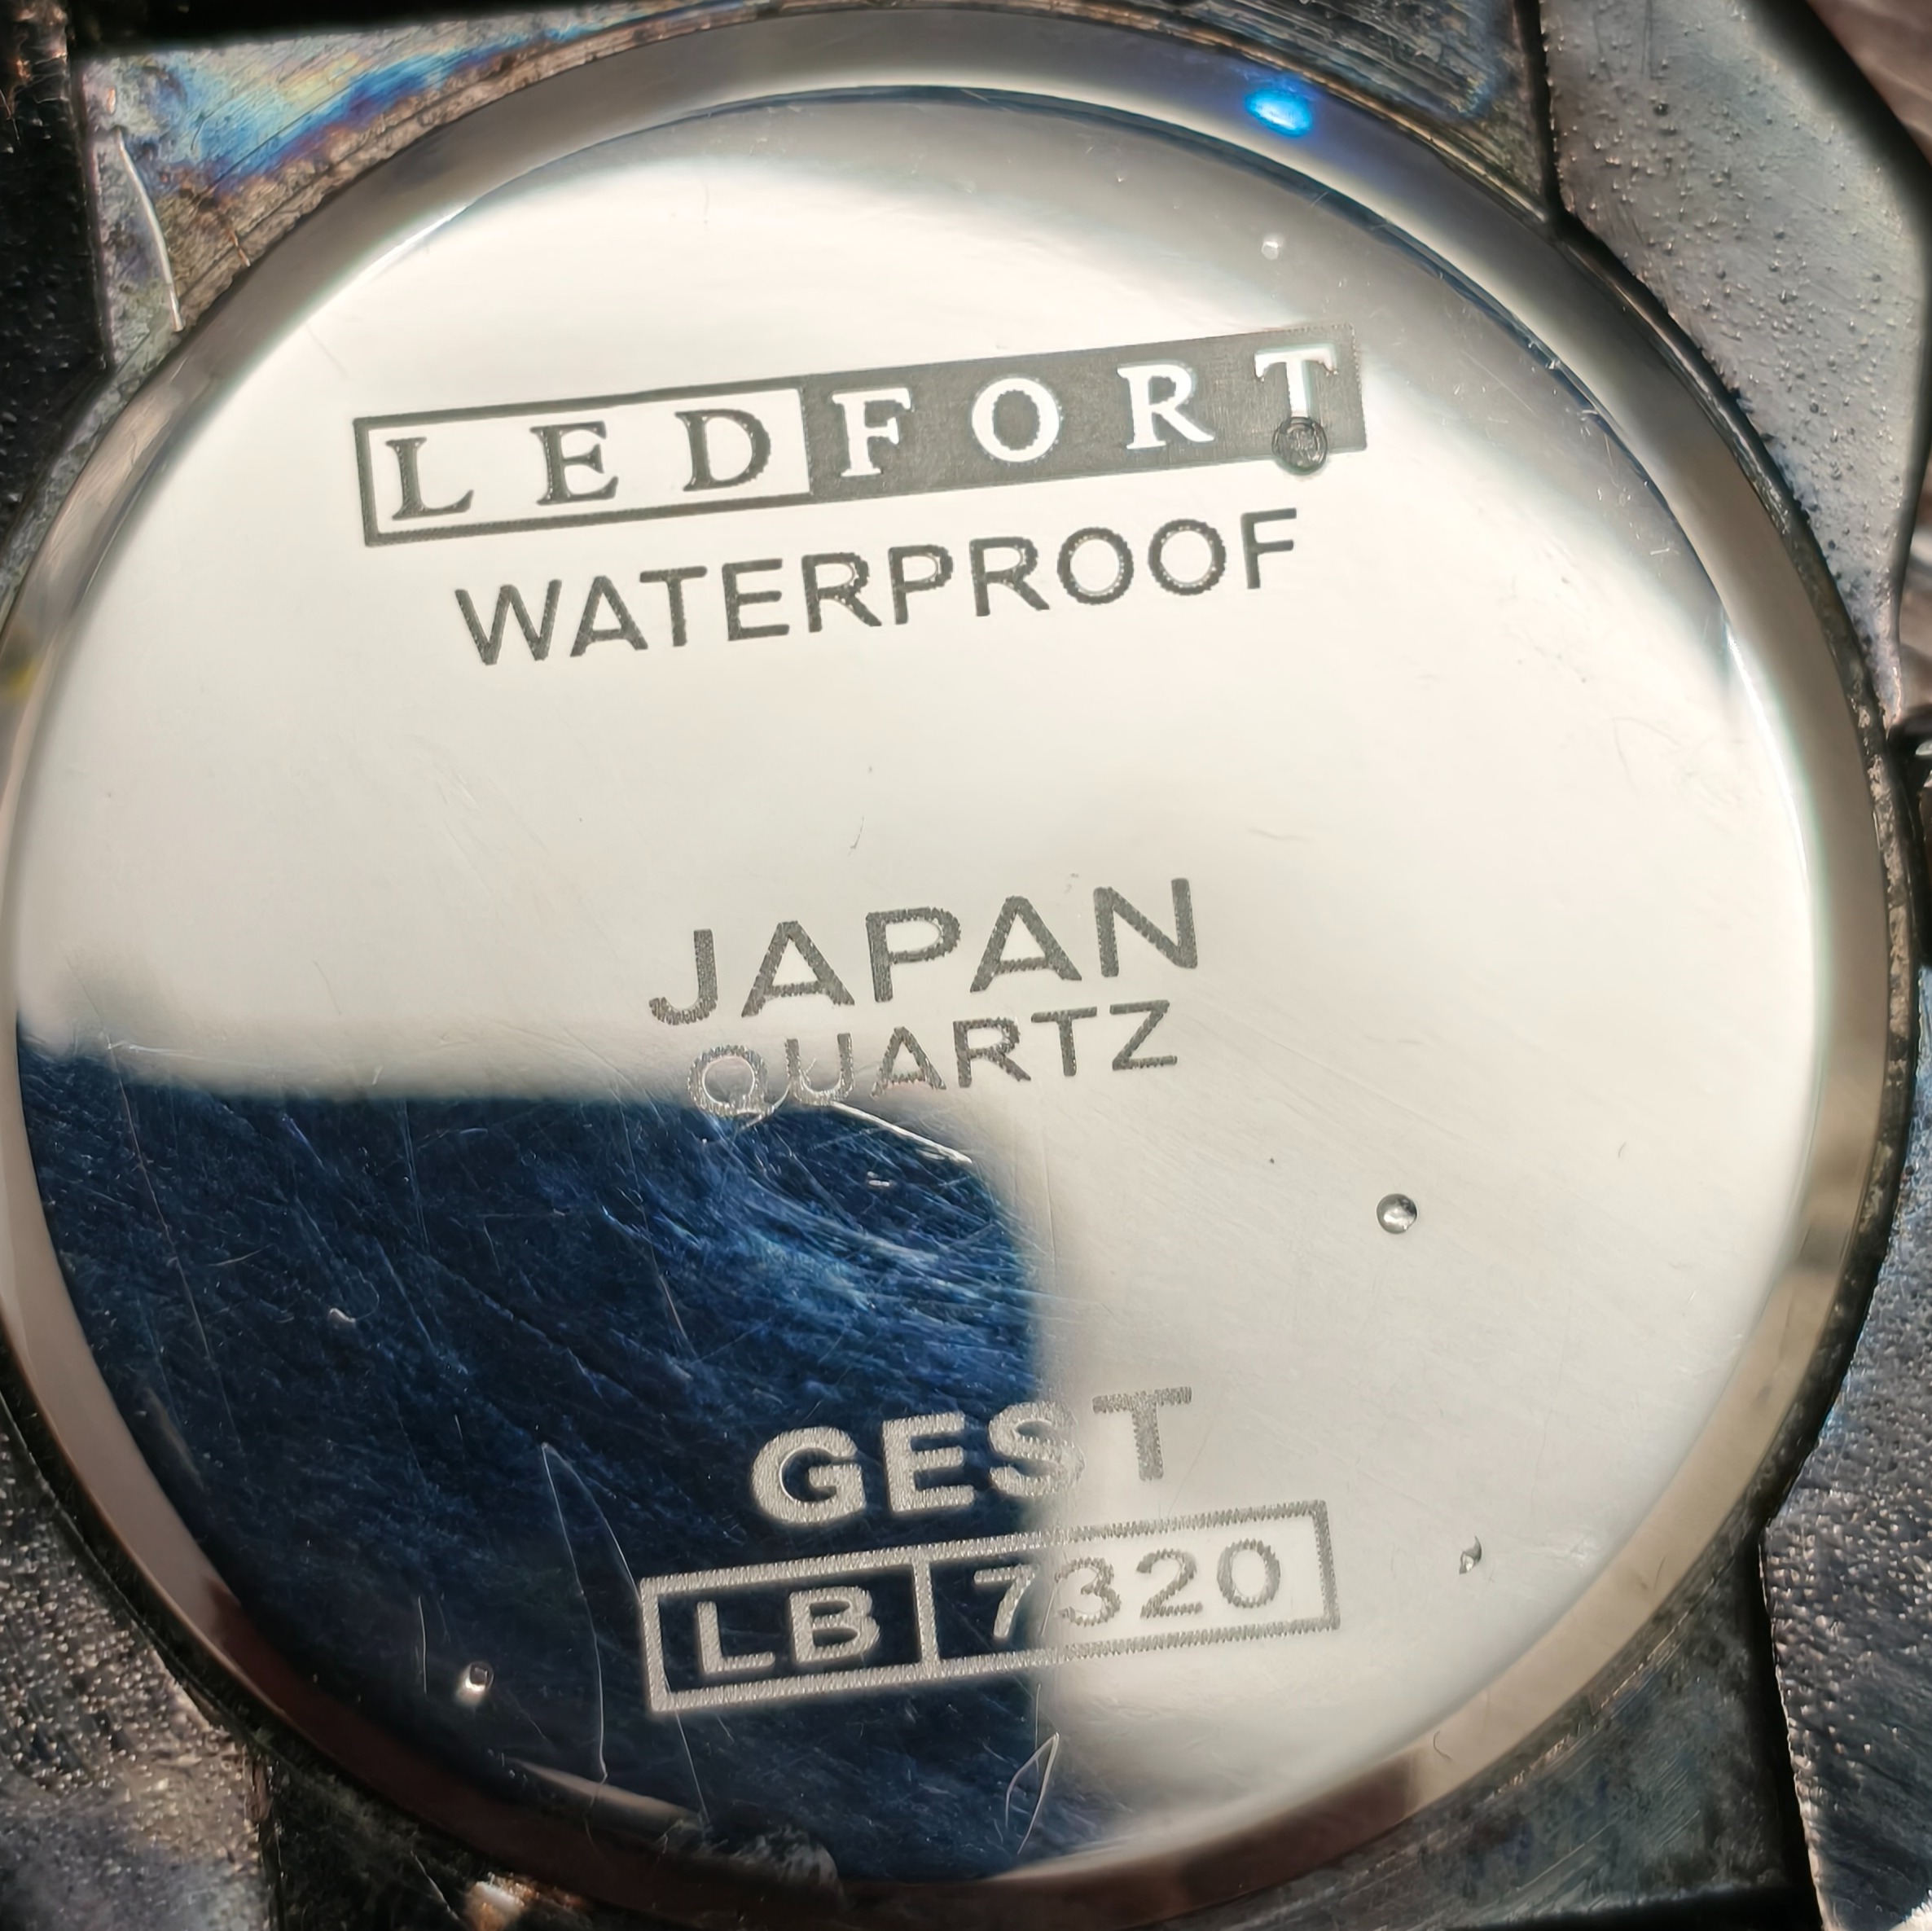 LEDFORT
WATERPROOF
JAPAN
QUARTZ
GEST
LB 7320